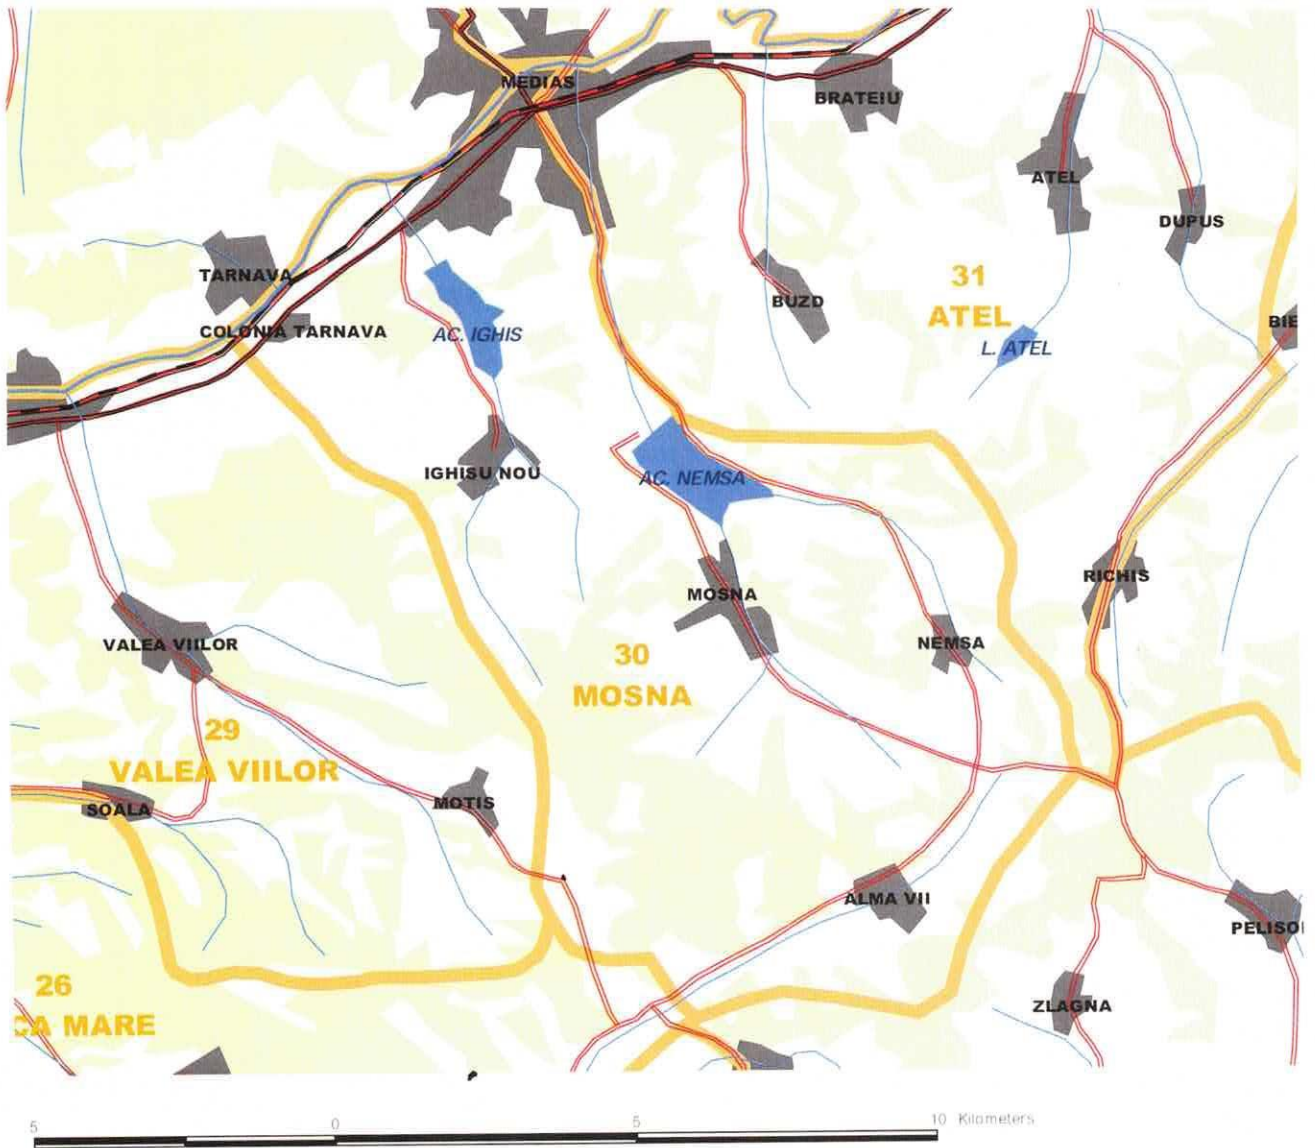 MEDIAS
BRATEIU
ATEL
DUPUS
TARNAVA
BUZD
31
ATEL
COLONIA TARNAVA
AC. IGHIS
L. ATEL
BIE
IGHISU NOU
AC. NEMSA
RICHIS
MOSNA
VALEA VIILOR
NEMSA
30
MOSNA
29
VALEA VIILOR
SOALA
MOTIS
ALMA VII
PELISO
26
CA MARE
ZLAGNA
5 0 5 10 Kilometers